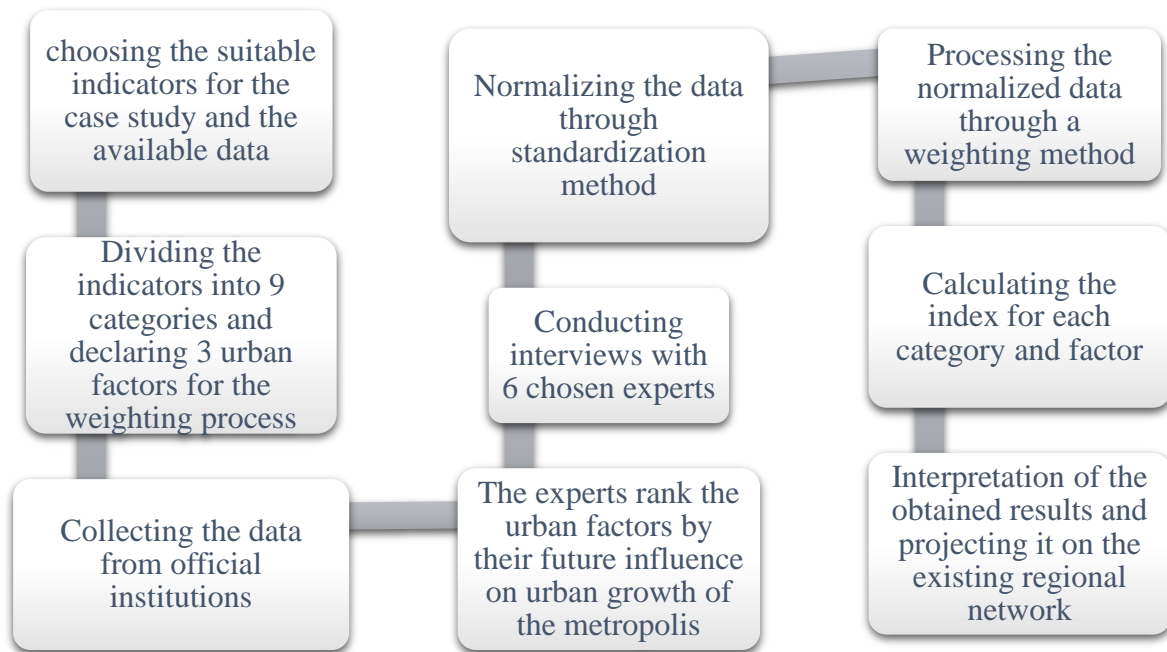 choosing the suitable
indicators for the
case study and the
available data
Dividing the
indicators into 9
categories and
declaring 3 urban
factors for the
weighting process
Collecting the data
from official
institutions
The experts rank the
urban factors by
their future influence
on urban growth of
the metropolis
Conducting
interviews with
6 chosen experts
Normalizing the data
through
standardization
method
Processing the
normalized data
through a
weighting method
Calculating the
index for each
category and factor
Interpretation of the
obtained results and
projecting it on the
existing regional
network